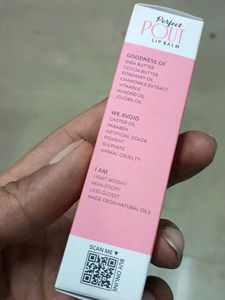 Perfect
POUT
LIP BALM
GOODNESS OF
SHEA BUTTER
COCOA BUTTER
ROSEMARY OIL
CHAMOMILE EXTRACT
VITAMIN E
ALMOND OIL
JOJOBA OIL
WE AVOID
CASTOR OIL
PARABEN
ARTIFICIAL COLOR
PIGMENT
SULPHATE
ANIMAL CRUELTY
I AM
LIGHT WEIGHT
NON-STICKY
LESS GLOSSY
MADE FROM NATURAL OILS
SCAN ME
BUY ONLINE